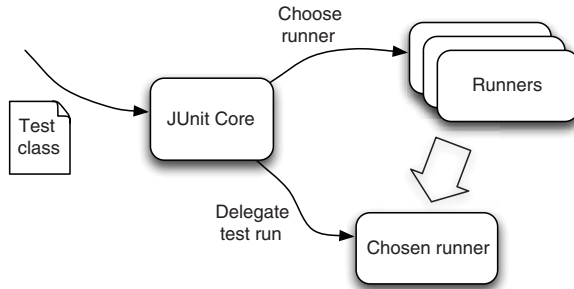 Choose
runner
Runners
JUnit Core
Test
class
Delegate
test run
Chosen runner